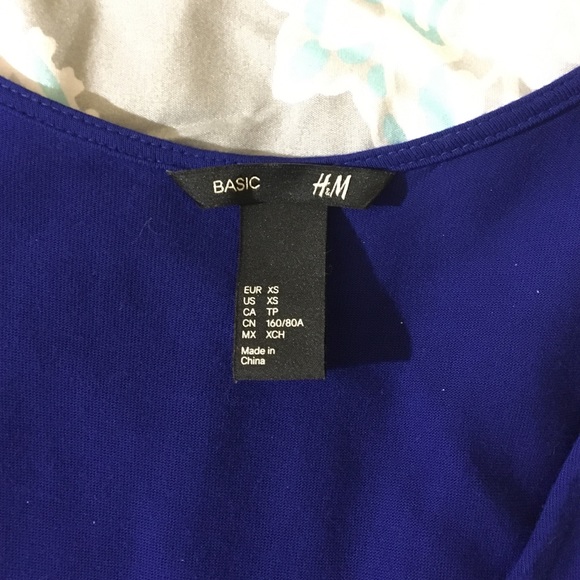 BASIC H&M
EUR XS
US XS
CA TP
CN 160/80A
MX XCH
Made in
China